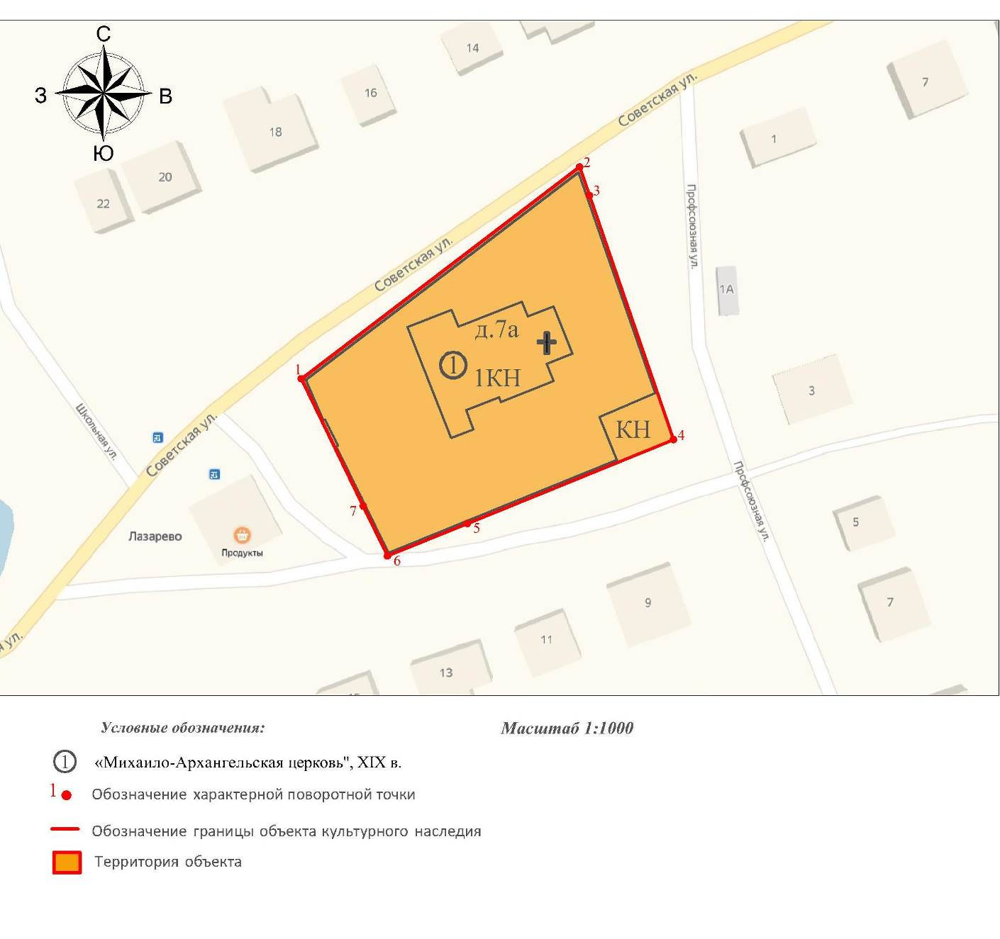 С
З
В
Ю
14
16
18
20
22
Советская ул.
7
1
2
3
Профсоюзная ул.
Советская ул.
1А
д.7а
1
1КН
1
3
КН
4
Школьная ул.
Советская ул.
Профсоюзная ул.
7
5
5
Лазарево
Продукты
6
9
7
11
13
ул.
Условные обозначения:
Масштаб 1:1000
1
«Михаило-Архангельская церковь", XIX в.
1
Обозначение характерной поворотной точки
Обозначение границы объекта культурного наследия
Территория объекта